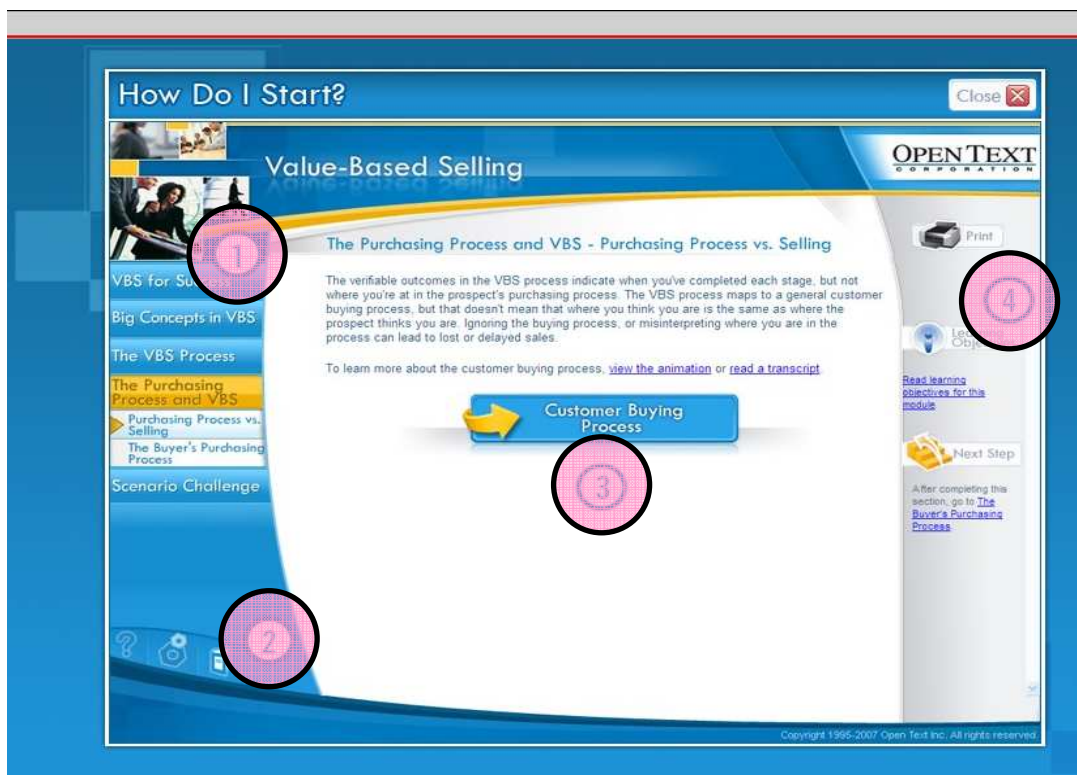 How Do I Start?
Close
Value-Based Selling
OPEN TEXT
CORPORATION
1
VBS for Success
Big Concepts in VBS
The VBS Process
The Purchasing
Process and VBS
Purchasing Process vs.
Selling
The Buyer's Purchasing
Process
Scenario Challenge
2
The Purchasing Process and VBS - Purchasing Process vs. Selling
The verifiable outcomes in the VBS process indicate when you've completed each stage, but not
where you're at in the prospect's purchasing process. The VBS process maps to a general customer
buying process, but that doesn't mean that where you think you are is the same as where the
prospect thinks you are. Ignoring the buying process, or misinterpreting where you are in the
process can lead to lost or delayed sales.
To learn more about the customer buying process, view the animation or read a transcript
Customer Buying
Process
3
Print
4
Learning
Objec
Read learning
objectives for this
module
Next Step
After completing this
section, go to The
Buyer's Purchasing
Process.
Copyright 1995-2007 Open Text Inc. All rights reserved.